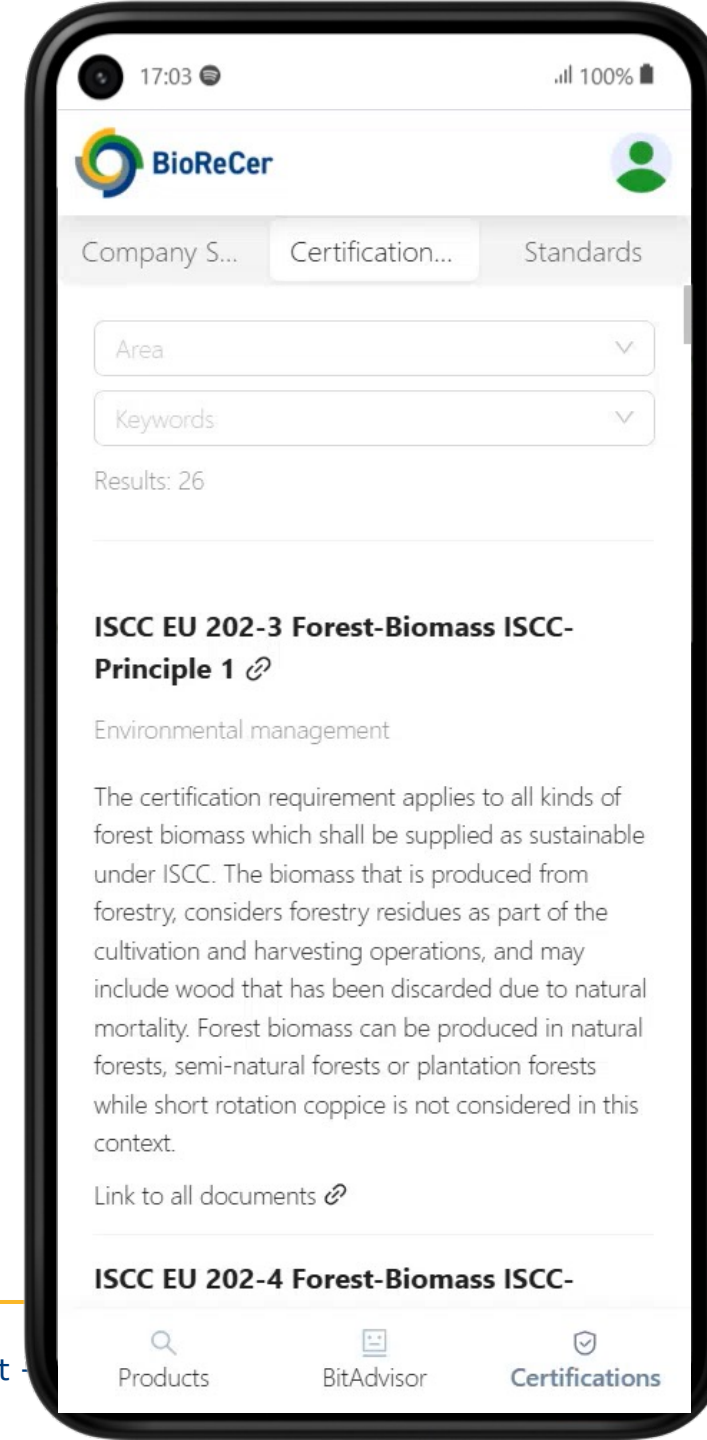 17:03
100%
BioReCer
Company S... Certification... Standards
Area
Keywords
Results: 26
ISCC EU 202-3 Forest-Biomass ISCC-
Principle 1
Environmental management
The certification requirement applies to all kinds of
forest biomass which shall be supplied as sustainable
under ISCC. The biomass that is produced from
forestry, considers forestry residues as part of the
cultivation and harvesting operations, and may
include wood that has been discarded due to natural
mortality. Forest biomass can be produced in natural
forests, semi-natural forests or plantation forests
while short rotation coppice is not considered in this
context.
Link to all documents
ISCC EU 202-4 Forest-Biomass ISCC-
Products BitAdvisor Certifications